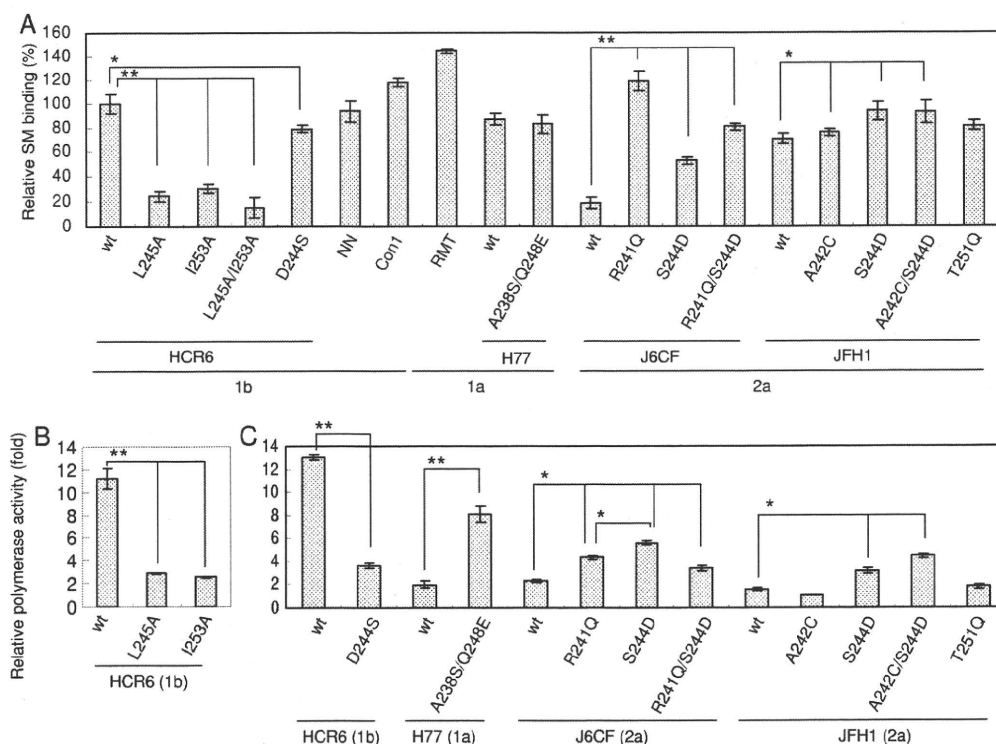 A
Relative SM binding (%)
160
140
120
100
80
60
40
20
0
* ** ** *
wt L245A I253A L245A/I253A D244S NN Con1 RMT wt A238S/Q248E wt R241Q S244D R241Q/S244D wt A242C S244D A242C/S244D T251Q
HCR6 H77 J6CF JFH1
1b 1a 2a
B
Relative polymerase activity (fold)
14
12
10
8
6
4
2
0
**
wt L245A I253A
HCR6 (1b)
C
14
12
10
8
6
4
2
0
** ** * * *
wt D244S wt A238S/Q248E wt R241Q S244D R241Q/S244D wt A242C S244D A242C/S244D T251Q
HCR6 (1b) H77 (1a) J6CF (2a) JFH1 (2a)